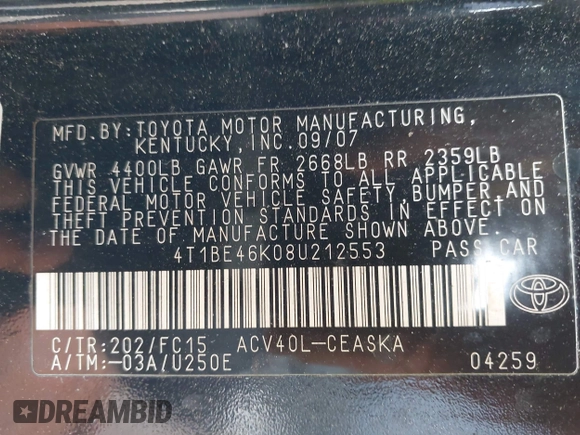 MFD.BY:TOYOTA MOTOR MANUFACTURING,
KENTUCKY,INC.09/07
GVWR 4400LB GAWR FR 2668LB RR 2359LB
THIS VEHICLE CONFORMS TO ALL APPLICABLE
FEDERAL MOTOR VEHICLE SAFETY,BUMPER,AND
THEFT PREVENTION STANDARDS IN EFFECT ON
THE DATE OF MANUFACTURE SHOWN ABOVE.
4T1BE46K08U212553 PASS.CAR
C/TR:202/FC15 ACV40L-CEASKA
A/TM:-03A/U250E 04259
DREAMBID